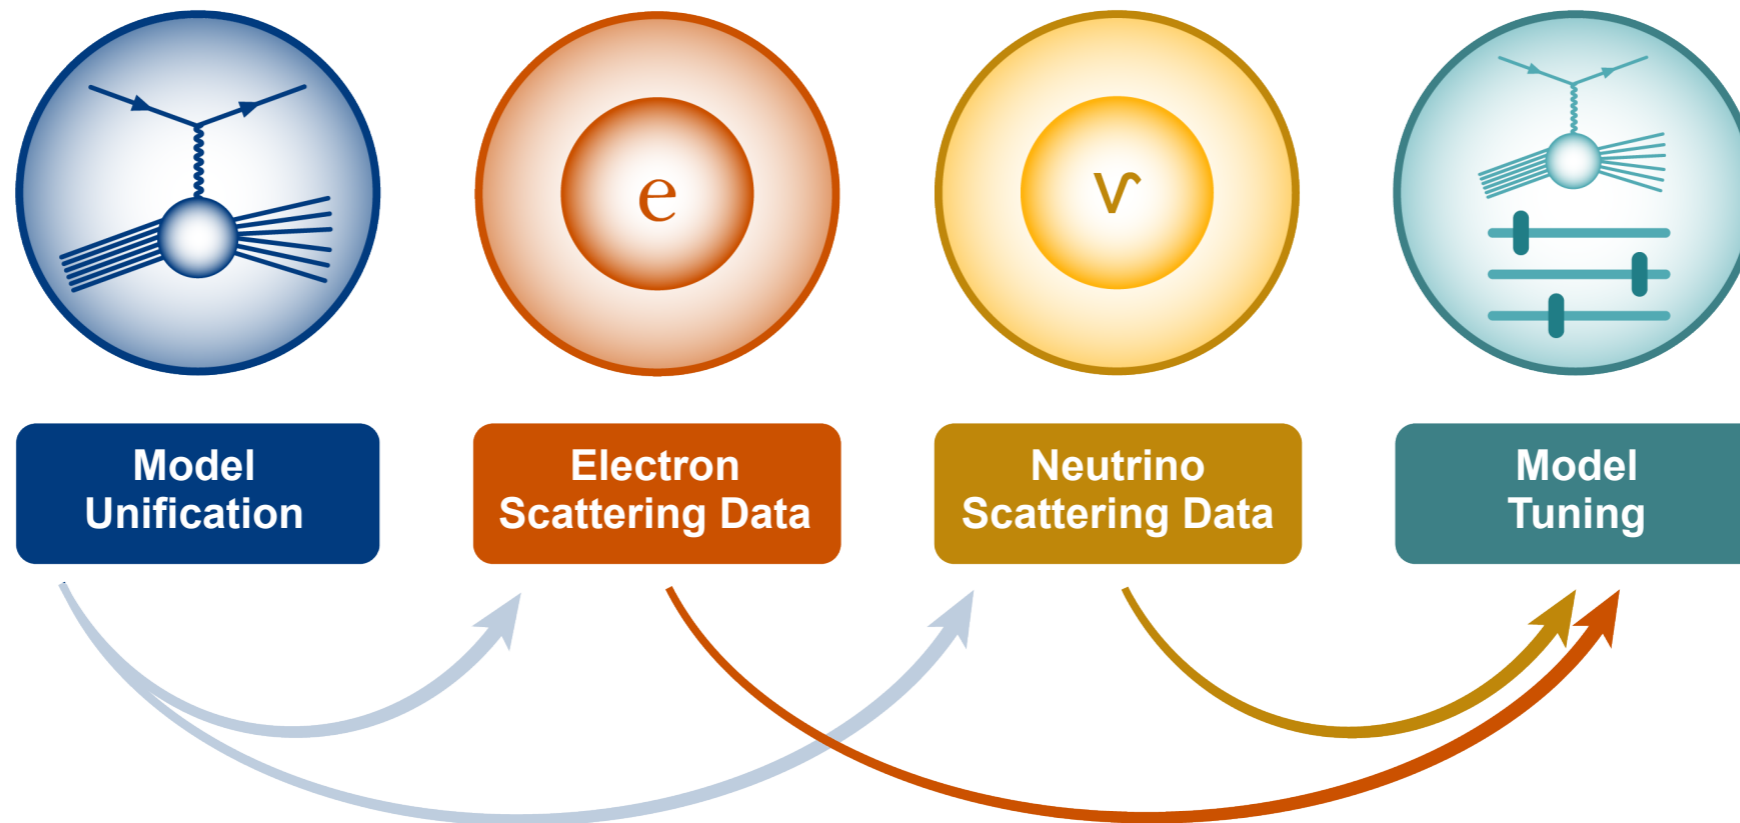 e
ν
Model
Unification
Electron
Scattering Data
Neutrino
Scattering Data
Model
Tuning